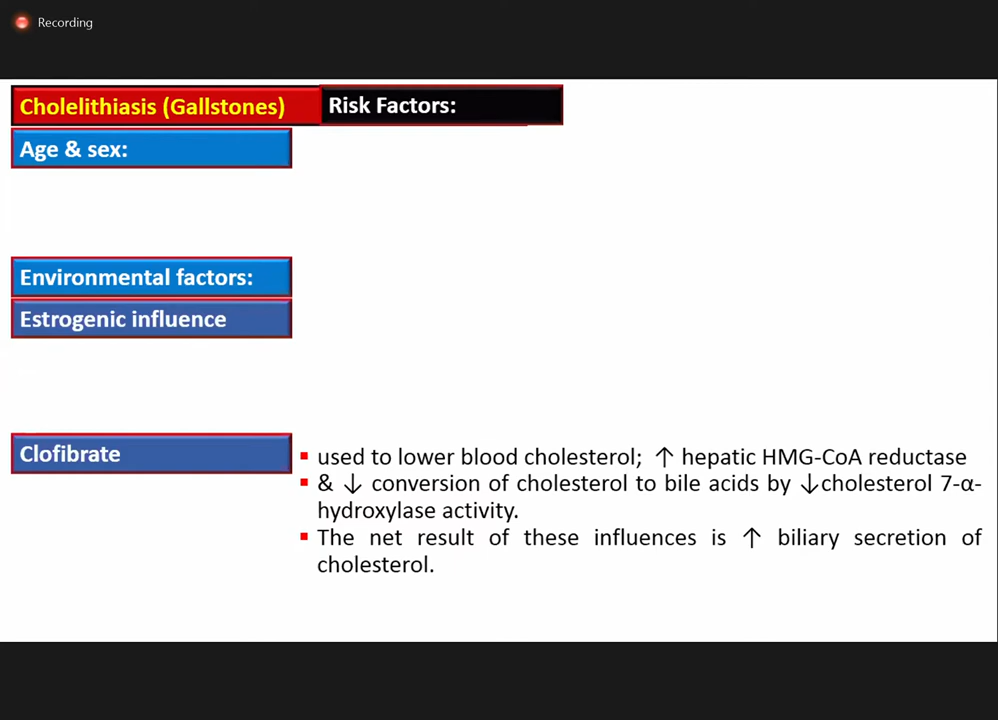 Recording
Cholelithiasis (Gallstones) Risk Factors:
Age & sex:
Environmental factors:
Estrogenic influence
Clofibrate
▪ used to lower blood cholesterol; ↑ hepatic HMG-CoA reductase
▪ & ↓ conversion of cholesterol to bile acids by ↓cholesterol 7-α-
hydroxylase activity.
▪ The net result of these influences is ↑ biliary secretion of
cholesterol.